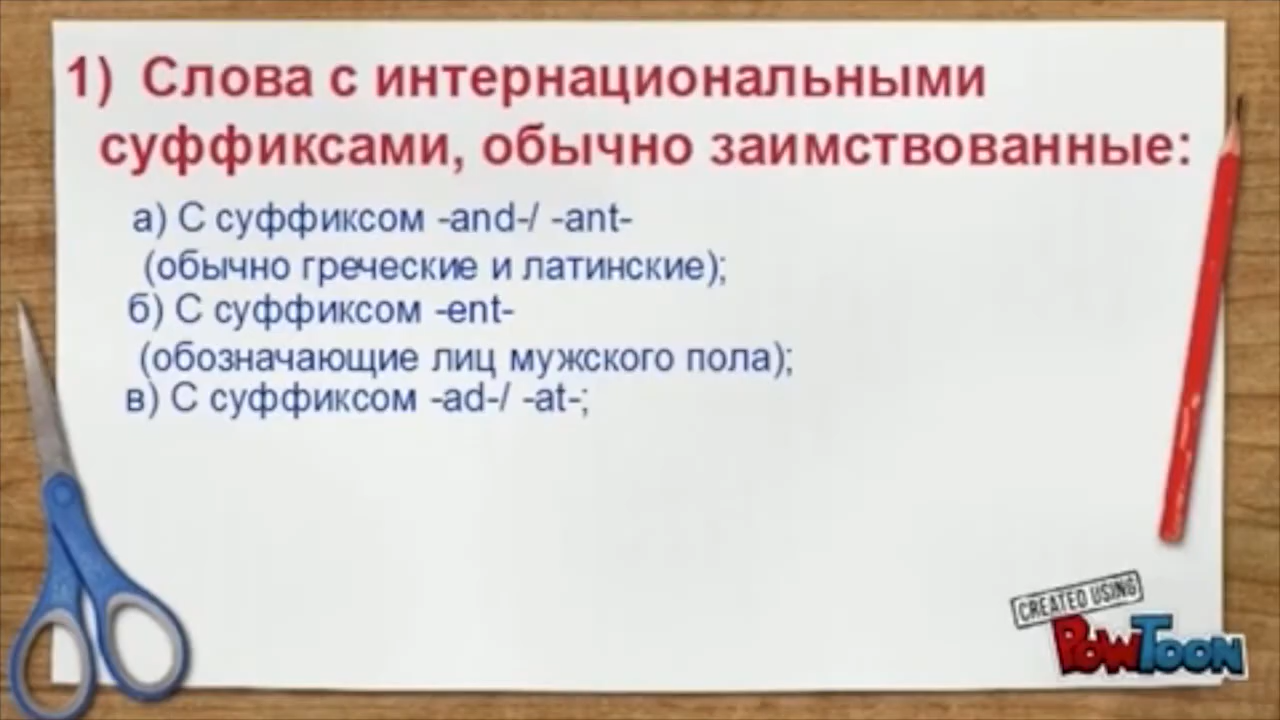 1) Слова с интернациональными
суффиксами, обычно заимствованные:
а) С суффиксом -and-/ -ant-
(обычно греческие и латинские);
б) С суффиксом -ent-
(обозначающие лиц мужского пола);
в) С суффиксом -ad-/ -at-;
CREATED USING
POWTOON